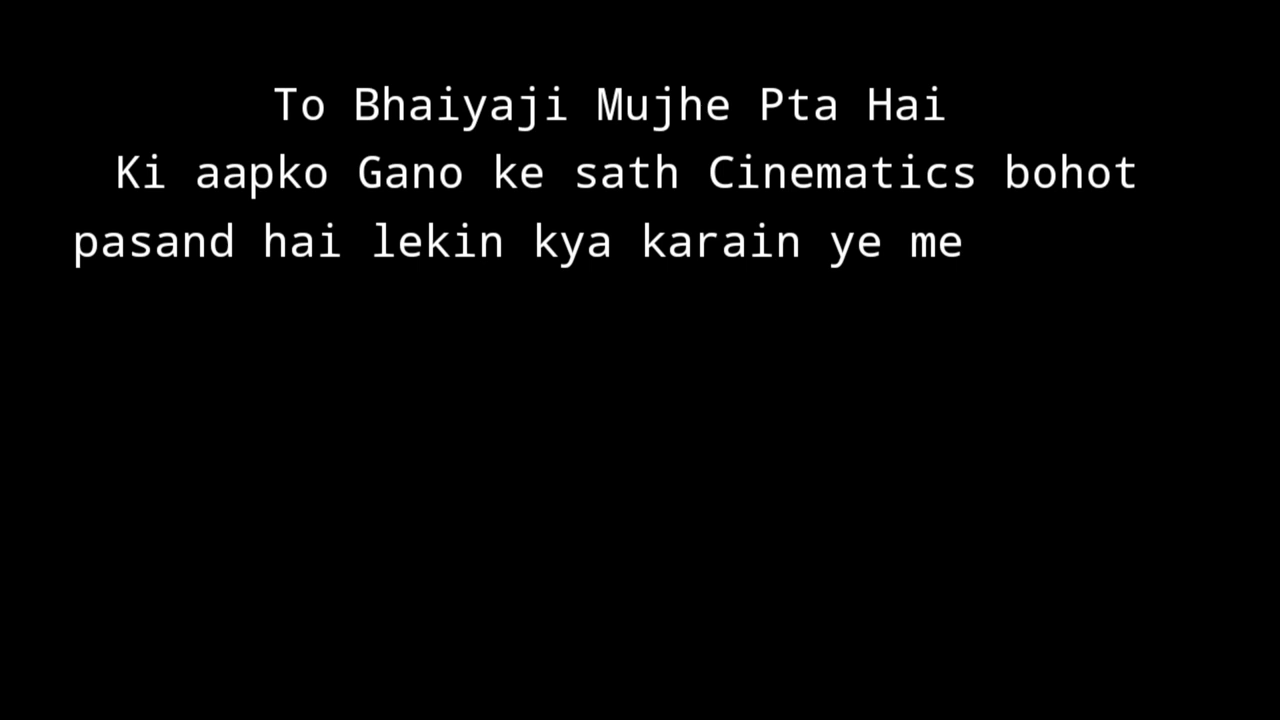 To Bhaiyaji Mujhe Pta Hai
Ki aapko Gano ke sath Cinematics bohot
pasand hai lekin kya karain ye me